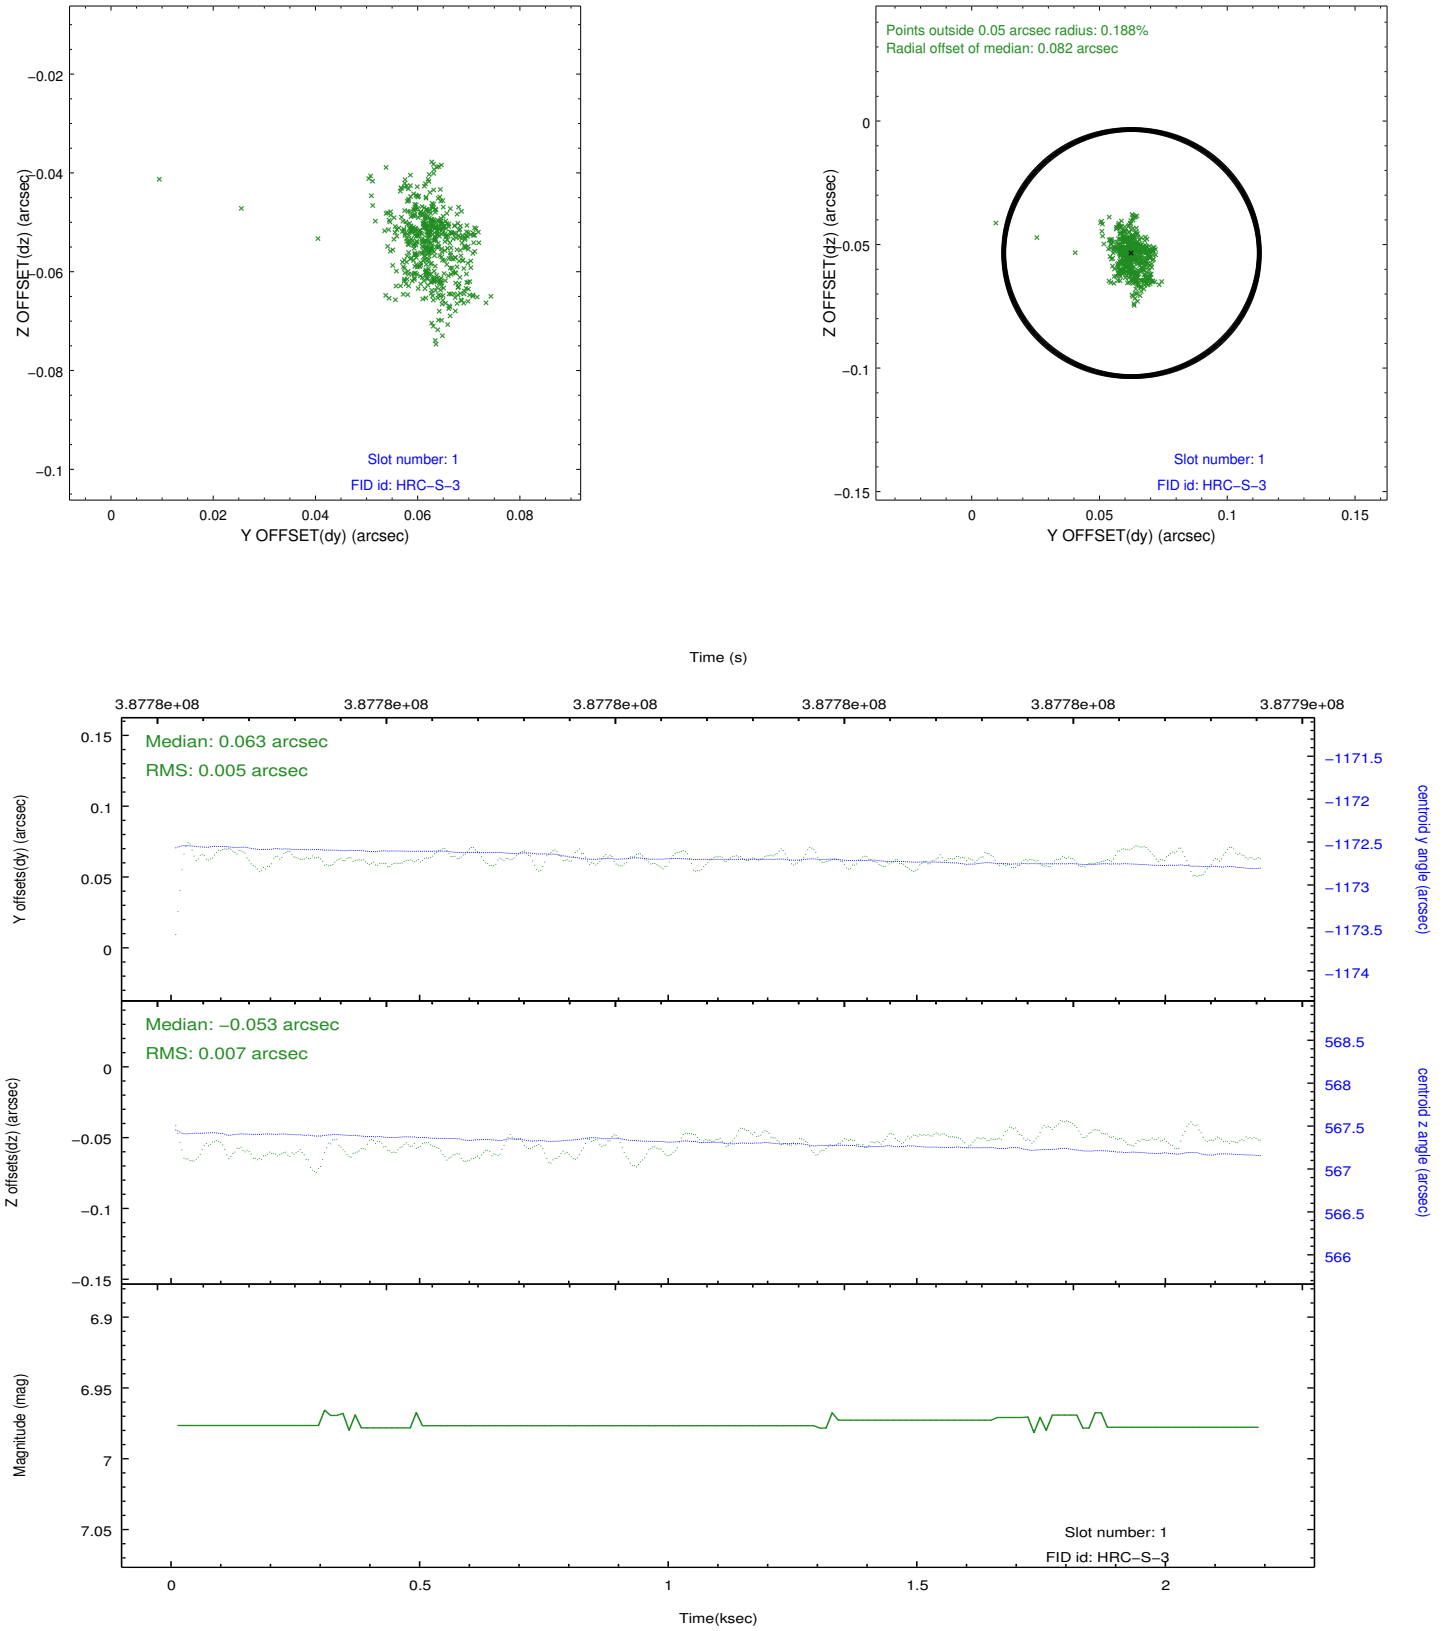 −0.02
−0.04
−0.06
−0.08
−0.1
Z OFFSET(dz) (arcsec)
Slot number: 1
FID id: HRC−S−3
0 0.02 0.04 0.06 0.08
Y OFFSET(dy) (arcsec)
Points outside 0.05 arcsec radius: 0.188%
Radial offset of median: 0.082 arcsec
0
−0.05
−0.1
−0.15
Z OFFSET(dz) (arcsec)
Slot number: 1
FID id: HRC−S−3
0 0.05 0.1 0.15
Y OFFSET(dy) (arcsec)
Time (s)
3.8778e+08 3.8778e+08 3.8778e+08 3.8778e+08 3.8778e+08 3.8779e+08
Median: 0.063 arcsec
RMS: 0.005 arcsec
0.15
0.1
0.05
0
Y offsets(dy) (arcsec)
−1171.5
−1172
−1172.5
−1173
−1173.5
−1174
centroid y angle (arcsec)
Median: −0.053 arcsec
RMS: 0.007 arcsec
0
−0.05
−0.1
−0.15
Z offsets(dz) (arcsec)
568.5
568
567.5
567
566.5
566
centroid z angle (arcsec)
6.9
6.95
7
7.05
Magnitude (mag)
Slot number: 1
FID id: HRC−S−3
0 0.5 1 1.5 2
Time(ksec)